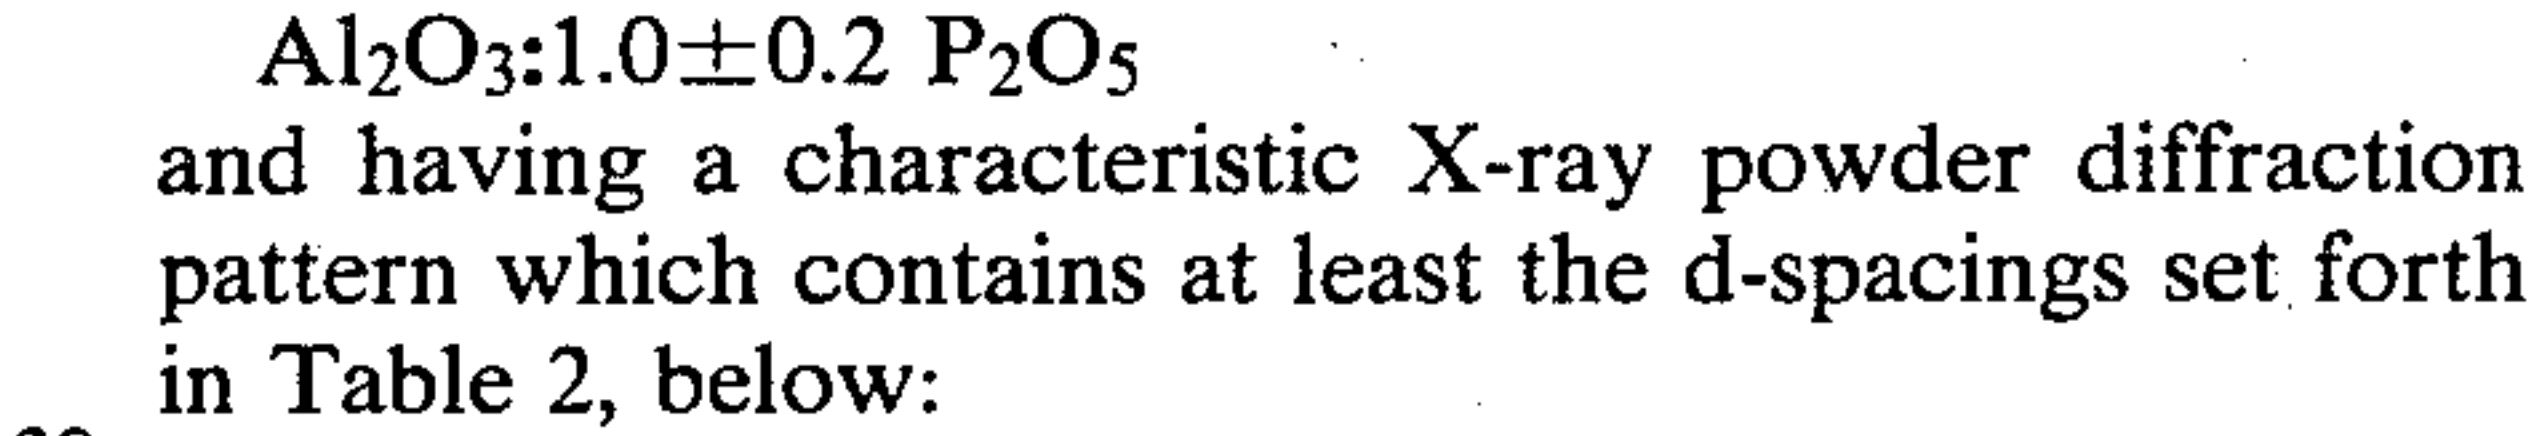 Al₂O₃:1.0±0.2 P₂O₅
and having a characteristic X-ray powder diffraction
pattern which contains at least the d-spacings set forth
in Table 2, below: